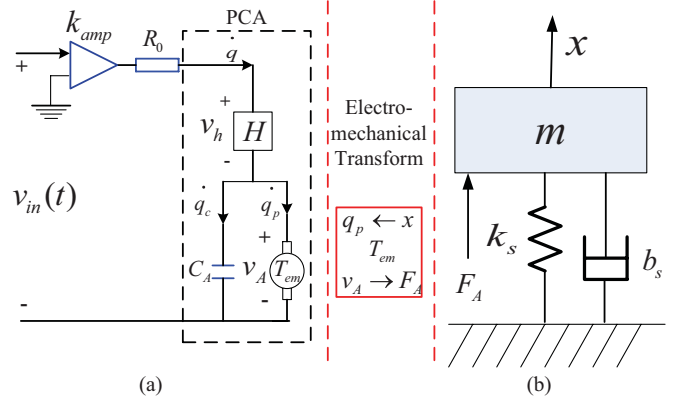 PCA
k_amp
R_0
q̇
+
+
v_h
H
-
v_in(t)
q̇_c
q̇_p
+
C_A
v_A
T_em
-
-
(a)
Electro-
mechanical
Transform
q_p ← x
T_em
v_A → F_A
x
m
k_s
b_s
F_A
(b)